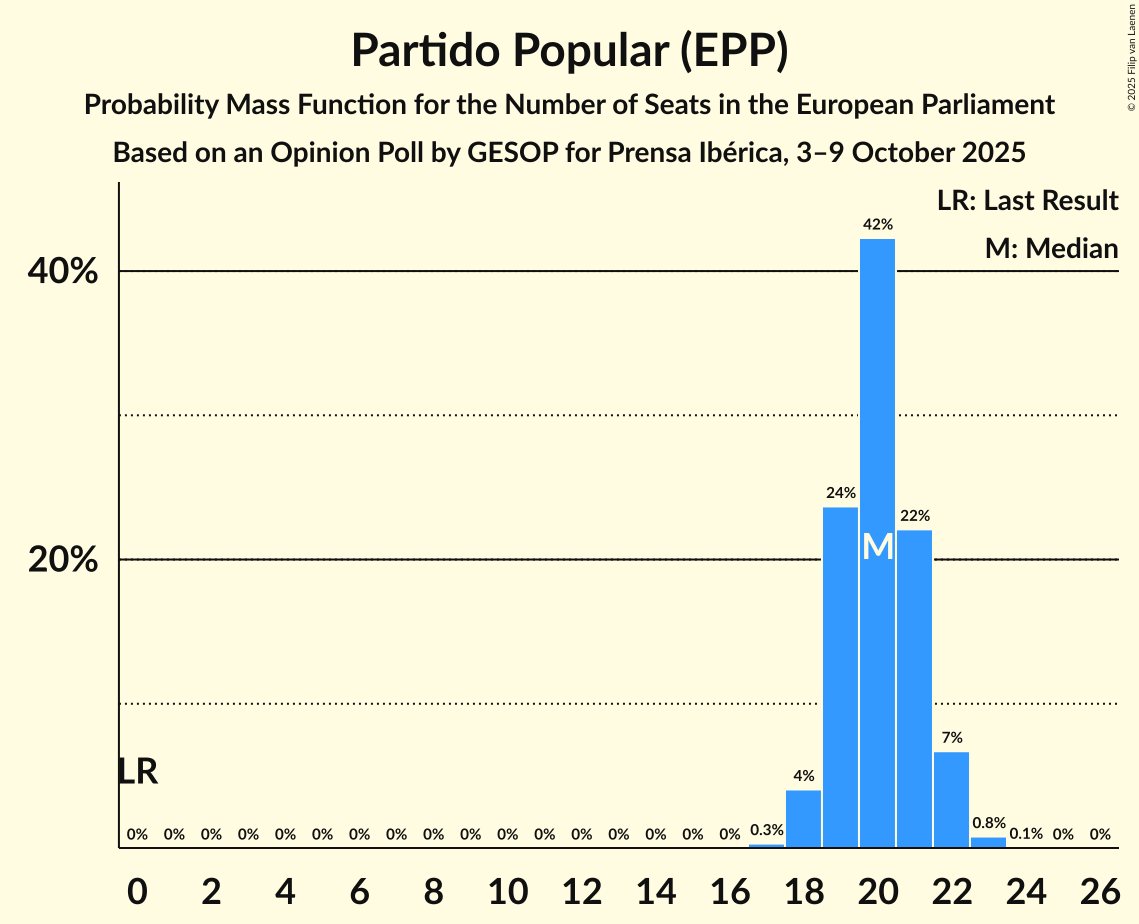 Partido Popular (EPP)
Probability Mass Function for the Number of Seats in the European Parliament
Based on an Opinion Poll by GESOP for Prensa Ibérica, 3–9 October 2025
© 2025 Filip van Laenen
LR: Last Result
M: Median
40%
20%
42%
24%
M
22%
7%
LR
4%
0% 0% 0% 0% 0% 0% 0% 0% 0% 0% 0% 0% 0% 0% 0% 0% 0% 0.3% 0.8% 0.1% 0% 0%
0 2 4 6 8 10 12 14 16 18 20 22 24 26